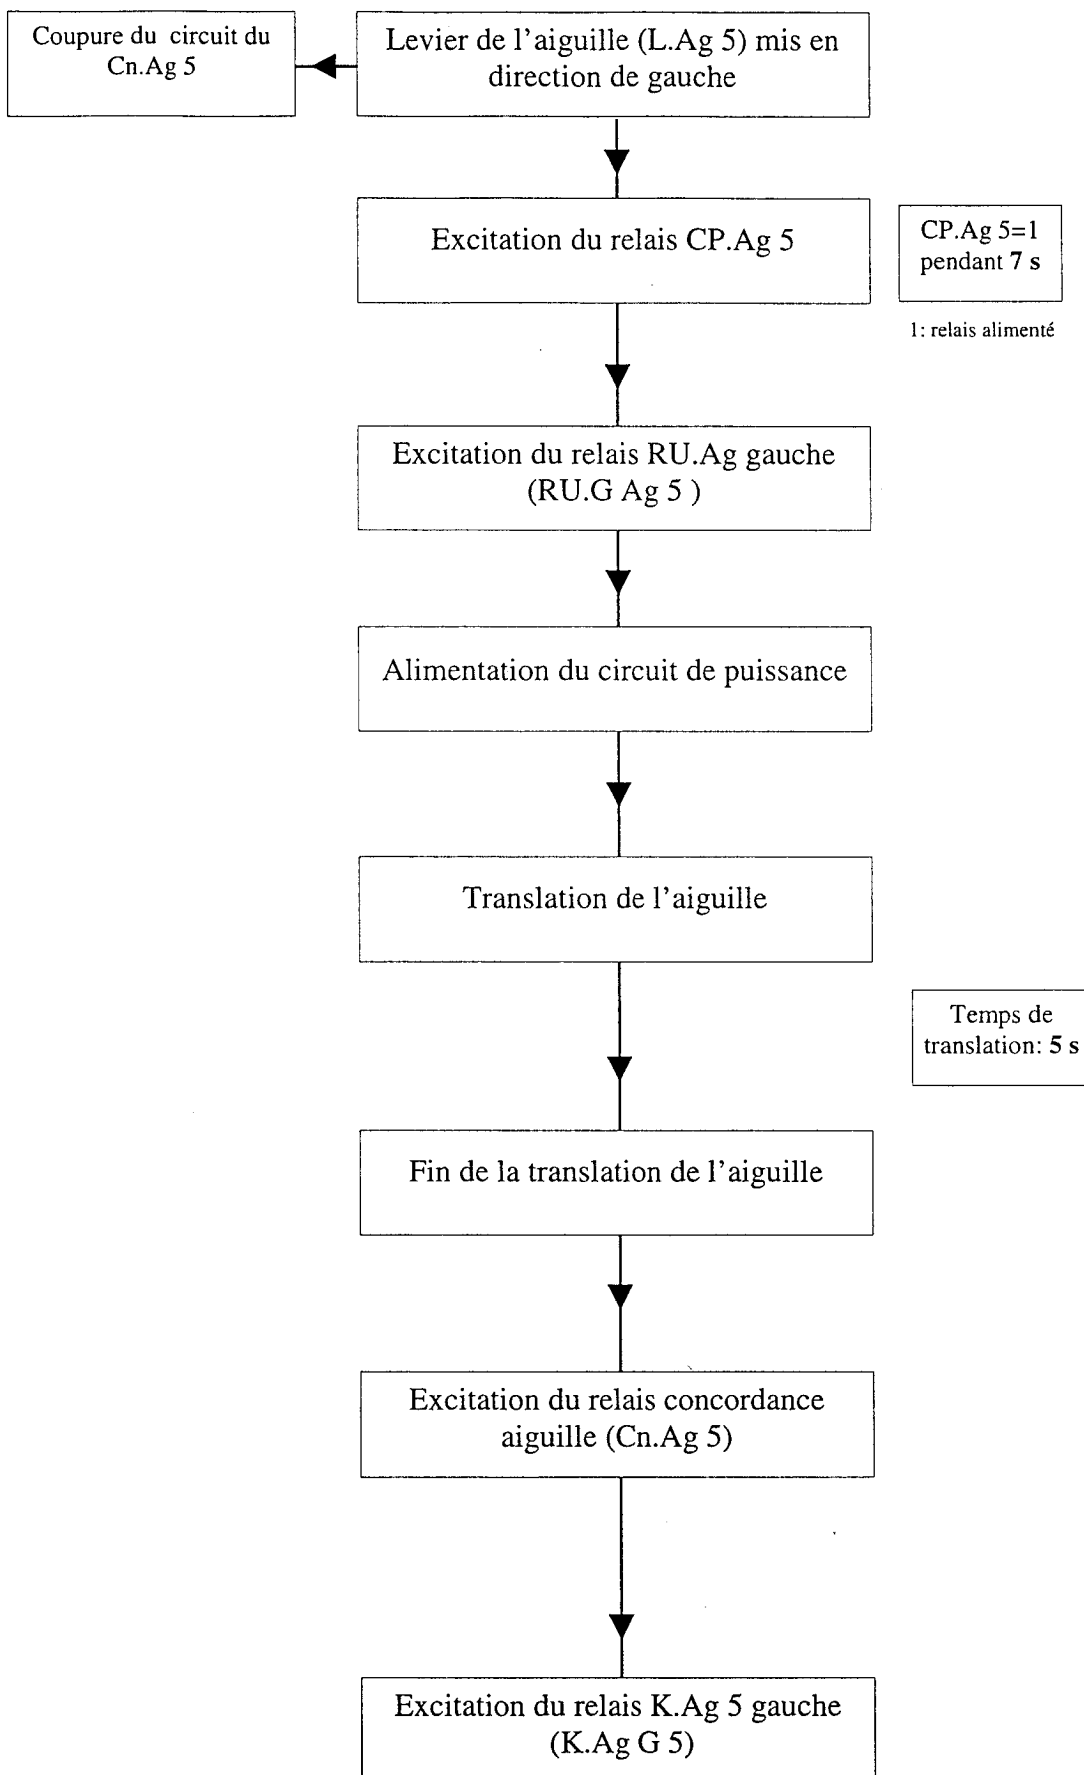 Coupure du circuit du
Cn.Ag 5
Levier de l'aiguille (L.Ag 5) mis en
direction de gauche
Excitation du relais CP.Ag 5
CP.Ag 5=1
pendant 7 s
1: relais alimenté
Excitation du relais RU.Ag gauche
(RU.G Ag 5 )
Alimentation du circuit de puissance
Translation de l'aiguille
Temps de
translation: 5 s
Fin de la translation de l'aiguille
Excitation du relais concordance
aiguille (Cn.Ag 5)
Excitation du relais K.Ag 5 gauche
(K.Ag G 5)